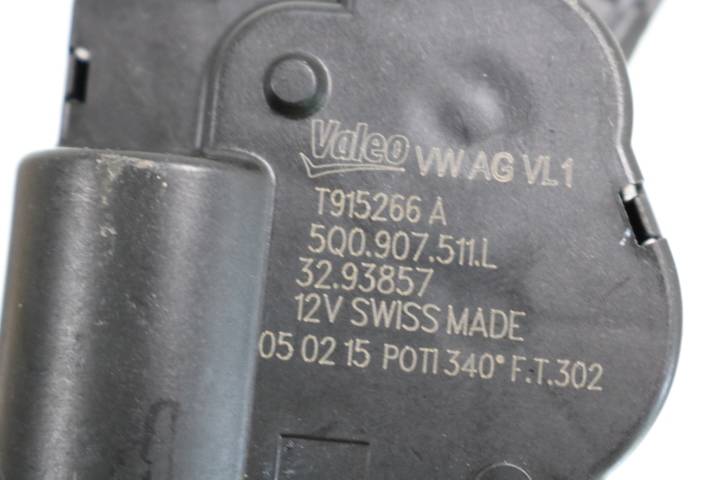 Valeo VW AG VL1
T915266 A
5Q0.907.511.L
32.93857
12V SWISS MADE
05 02 15 POTI 340° F.T.302